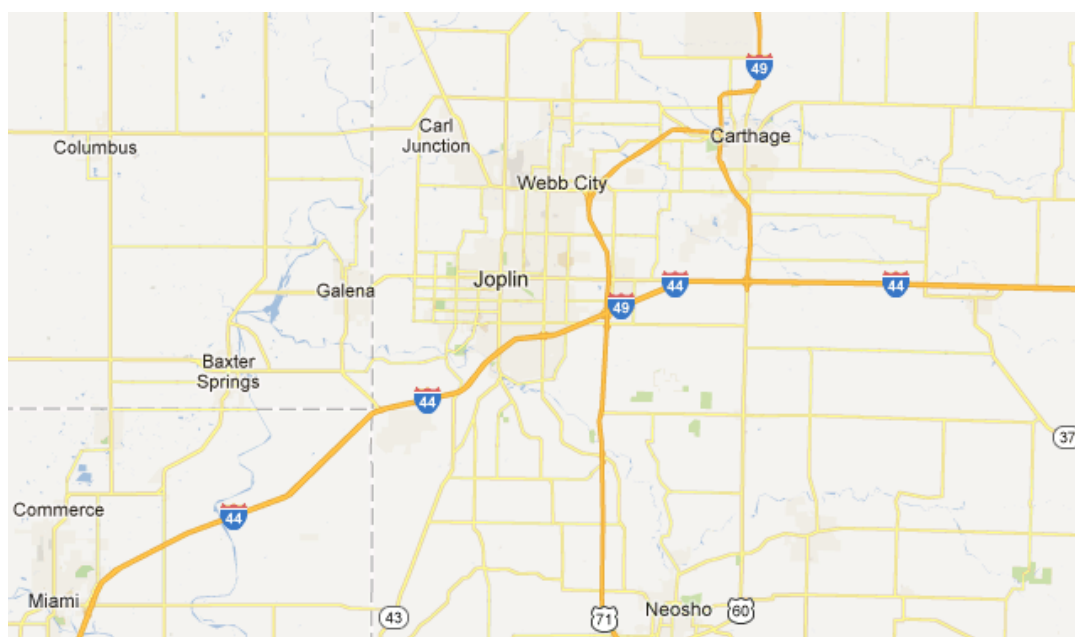 49
Carl
Junction
Carthage
Columbus
Webb City
Joplin
Galena
44
44
49
Baxter
Springs
44
37
Commerce
44
Miami
43
71
Neosho
60